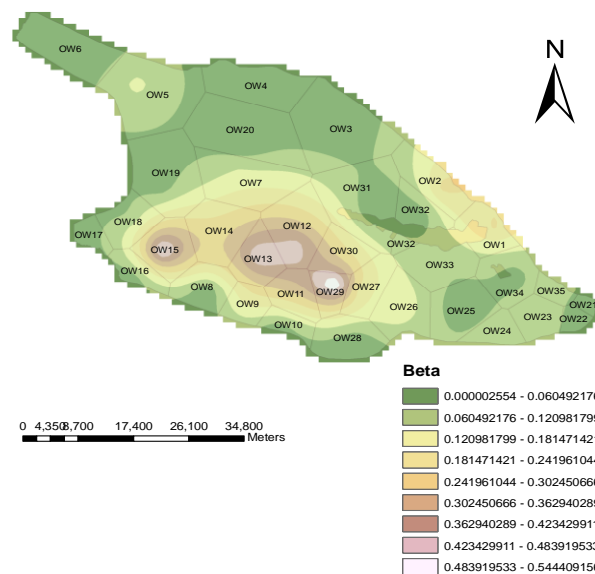 N
OW6
OW5
OW4
OW20
OW3
OW19
OW7
OW31
OW2
OW32
OW18
OW17
OW14
OW12
OW15
OW13
OW30
OW32
OW1
OW16
OW33
OW8
OW9
OW11
OW29
OW27
OW26
OW34
OW35
OW25
OW23
OW21
OW22
OW24
OW10
OW28
Beta
0.000002554 - 0.060492176
0.060492176 - 0.120981799
0.120981799 - 0.181471421
0.181471421 - 0.241961044
0.241961044 - 0.302450666
0.302450666 - 0.362940289
0.362940289 - 0.423429911
0.423429911 - 0.483919533
0.483919533 - 0.544409156
0 4,350 8,700 17,400 26,100 34,800
Meters